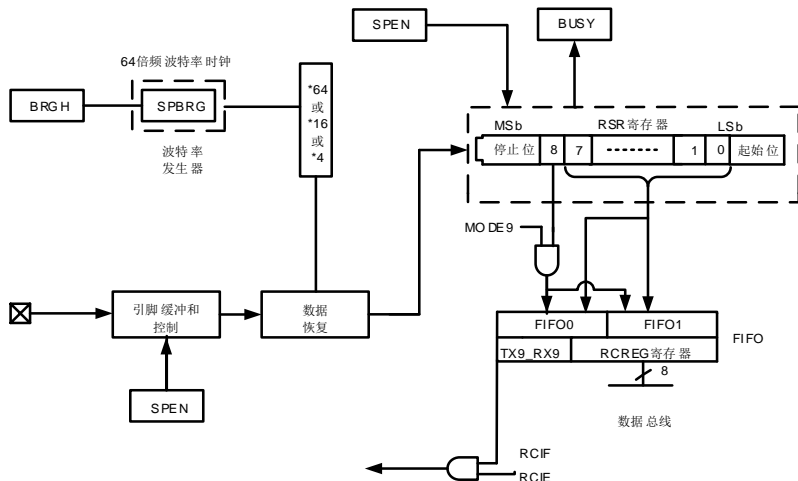 SPEN
BUSY
64倍频波特率时钟
BRGH
SPBRG
波特率
发生器
*64
或
*16
或
*4
MSb
RSR寄存器
LSb
停止位
8
7
1
0
起始位
MODE9
引脚缓冲和
控制
数据
恢复
SPEN
FIFO0
FIFO1
FIFO
TX9_RX9
RCREG寄存器
8
数据总线
RCIF
RCIE